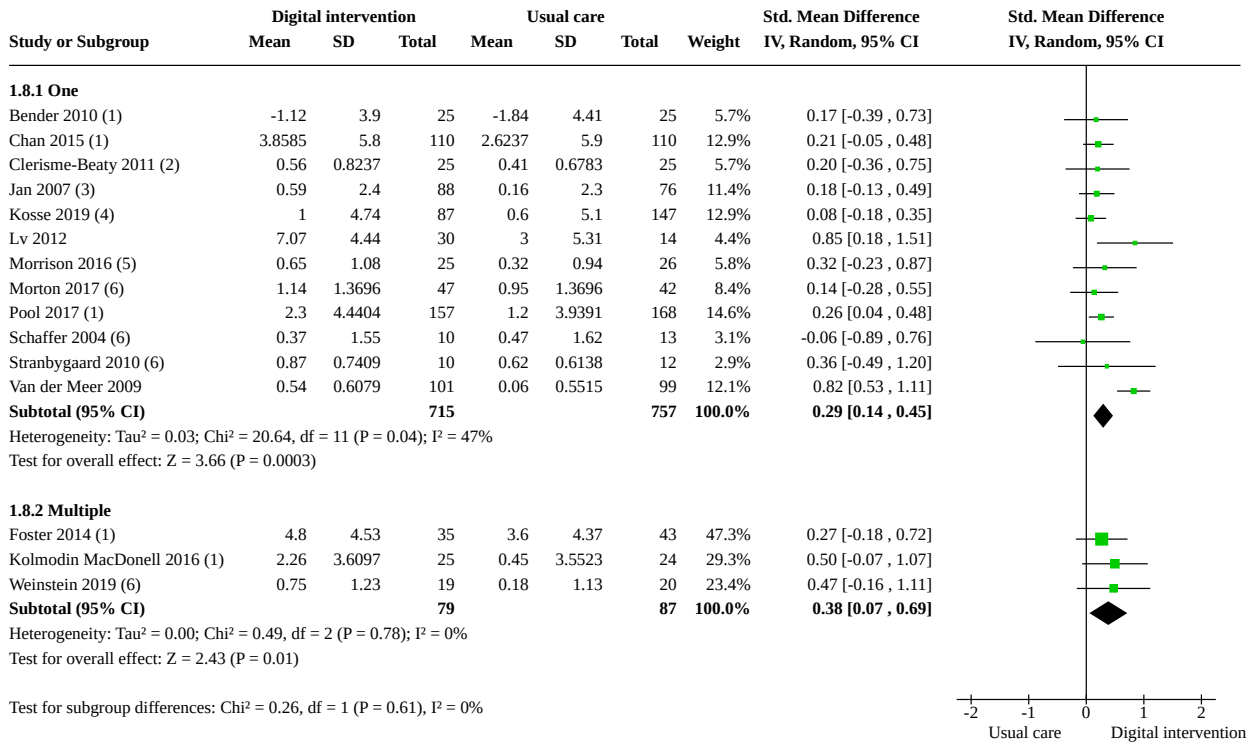 Digital intervention Usual care Std. Mean Difference Std. Mean Difference
Study or Subgroup Mean SD Total Mean SD Total Weight IV, Random, 95% CI IV, Random, 95% CI
1.8.1 One
Bender 2010 (1) -1.12 3.9 25 -1.84 4.41 25 5.7% 0.17 [-0.39 , 0.73]
Chan 2015 (1) 3.8585 5.8 110 2.6237 5.9 110 12.9% 0.21 [-0.05 , 0.48]
Clerisme-Beaty 2011 (2) 0.56 0.8237 25 0.41 0.6783 25 5.7% 0.20 [-0.36 , 0.75]
Jan 2007 (3) 0.59 2.4 88 0.16 2.3 76 11.4% 0.18 [-0.13 , 0.49]
Kosse 2019 (4) 1 4.74 87 0.6 5.1 147 12.9% 0.08 [-0.18 , 0.35]
Lv 2012 7.07 4.44 30 3 5.31 14 4.4% 0.85 [0.18 , 1.51]
Morrison 2016 (5) 0.65 1.08 25 0.32 0.94 26 5.8% 0.32 [-0.23 , 0.87]
Morton 2017 (6) 1.14 1.3696 47 0.95 1.3696 42 8.4% 0.14 [-0.28 , 0.55]
Pool 2017 (1) 2.3 4.4404 157 1.2 3.9391 168 14.6% 0.26 [0.04 , 0.48]
Schaffer 2004 (6) 0.37 1.55 10 0.47 1.62 13 3.1% -0.06 [-0.89 , 0.76]
Stranbygaard 2010 (6) 0.87 0.7409 10 0.62 0.6138 12 2.9% 0.36 [-0.49 , 1.20]
Van der Meer 2009 0.54 0.6079 101 0.06 0.5515 99 12.1% 0.82 [0.53 , 1.11]
Subtotal (95% CI) 715 757 100.0% 0.29 [0.14 , 0.45]
Heterogeneity: Tau² = 0.03; Chi² = 20.64, df = 11 (P = 0.04); I² = 47%
Test for overall effect: Z = 3.66 (P = 0.0003)
1.8.2 Multiple
Foster 2014 (1) 4.8 4.53 35 3.6 4.37 43 47.3% 0.27 [-0.18 , 0.72]
Kolmodin MacDonell 2016 (1) 2.26 3.6097 25 0.45 3.5523 24 29.3% 0.50 [-0.07 , 1.07]
Weinstein 2019 (6) 0.75 1.23 19 0.18 1.13 20 23.4% 0.47 [-0.16 , 1.11]
Subtotal (95% CI) 79 87 100.0% 0.38 [0.07 , 0.69]
Heterogeneity: Tau² = 0.00; Chi² = 0.49, df = 2 (P = 0.78); I² = 0%
Test for overall effect: Z = 2.43 (P = 0.01)
Test for subgroup differences: Chi² = 0.26, df = 1 (P = 0.61), I² = 0%
-2 -1 0 1 2
Usual care Digital intervention